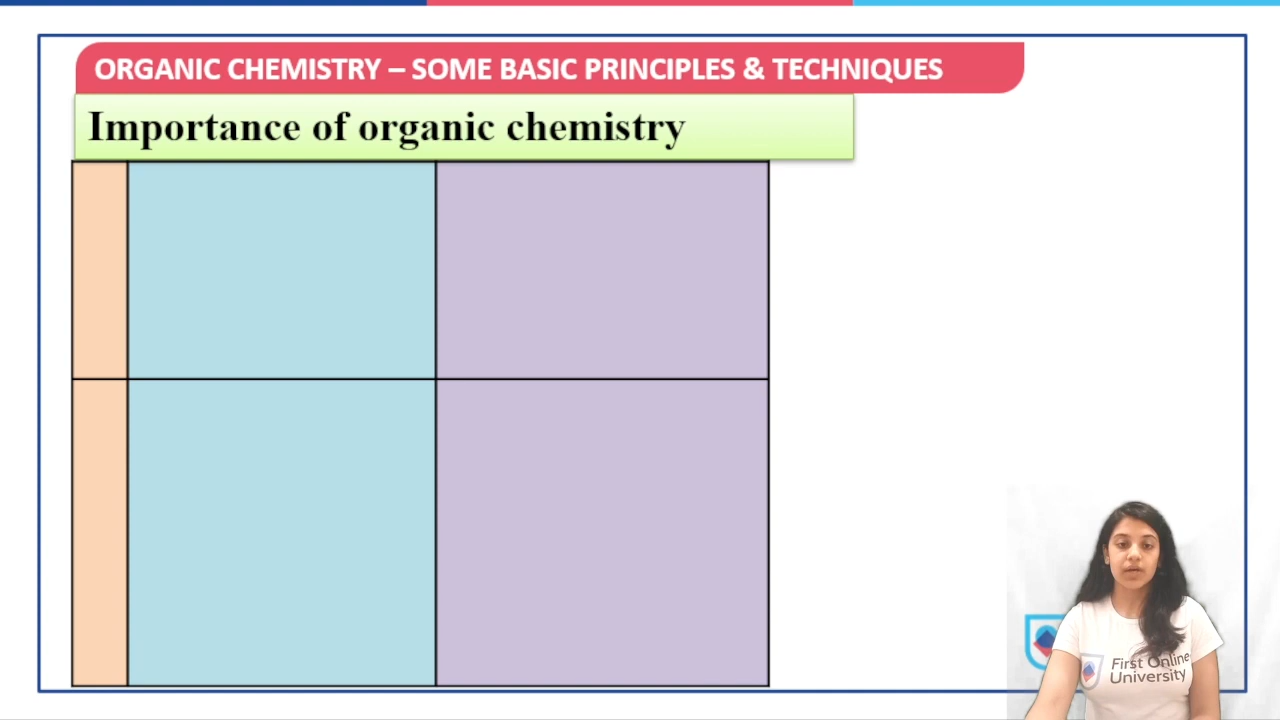 ORGANIC CHEMISTRY – SOME BASIC PRINCIPLES & TECHNIQUES
Importance of organic chemistry
First Online
University